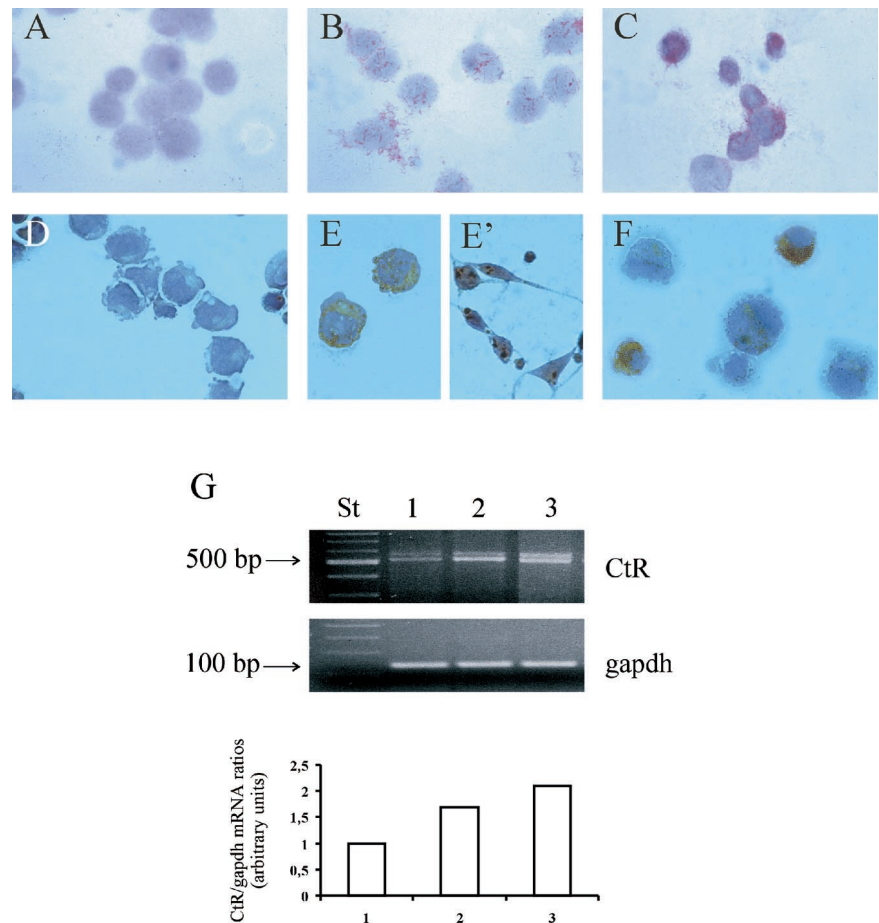 A B C
D E E’ F
G
St 1 2 3
500 bp CtR
100 bp gapdh
CtR/gapdh mRNA ratios
(arbitrary units)
2,5
2
1,5
1
0,5
0
1 2 3